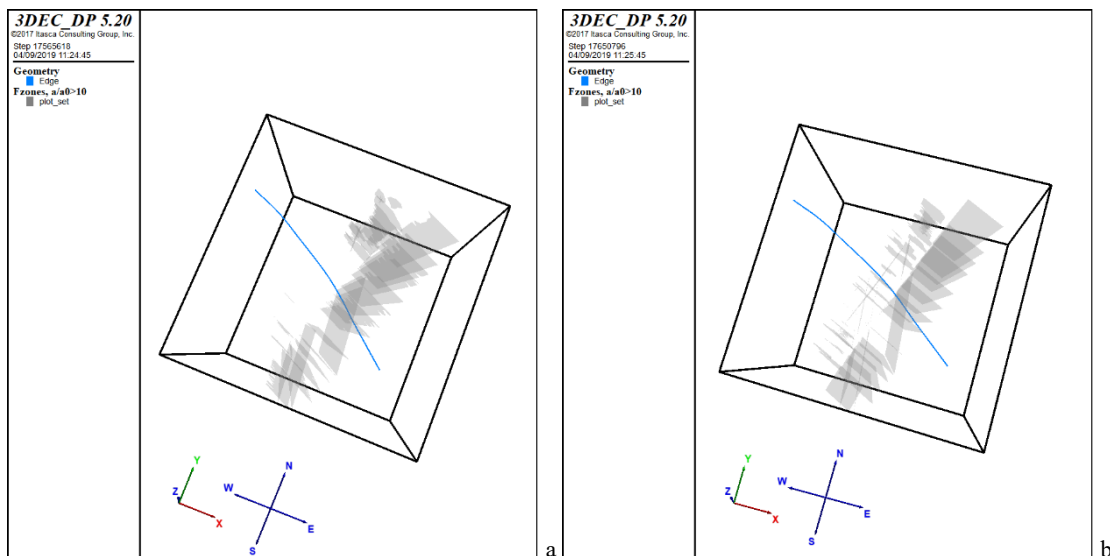 3DEC_DP 5.20
©2017 Itasca Consulting Group, Inc.
Step 17565618
04/09/2019 11:24:45
Geometry
Edge
Fzones, a/a0>10
plot_set
N
W
E
S
Y
Z
X
a
3DEC_DP 5.20
©2017 Itasca Consulting Group, Inc.
Step 17650796
04/09/2019 11:25:45
Geometry
Edge
Fzones, a/a0>10
plot_set
N
W
E
S
Y
Z
X
b